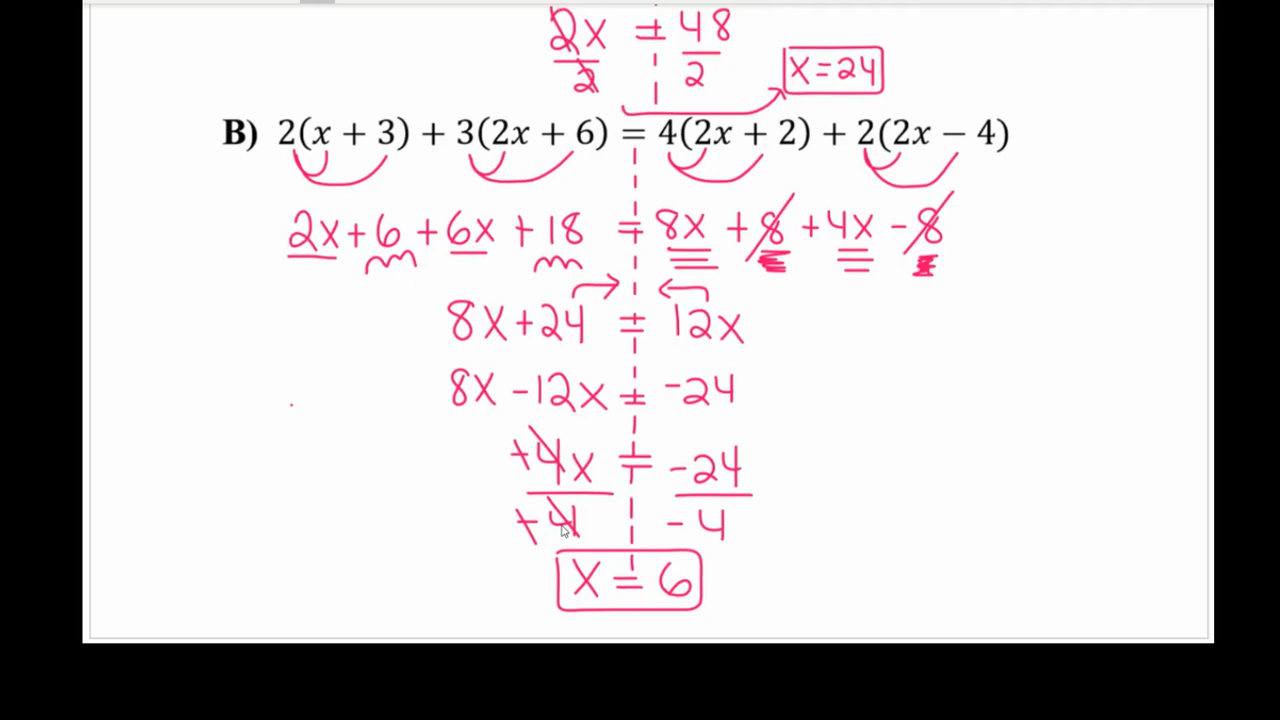 2x = 48
2 2
x = 24
B) 2(x + 3) + 3(2x + 6) = 4(2x + 2) + 2(2x − 4)
2x + 6 + 6x + 18 = 8x + 8 + 4x - 8
8x + 24 = 12x
8x - 12x = -24
-4x = -24
-4 -4
x = 6